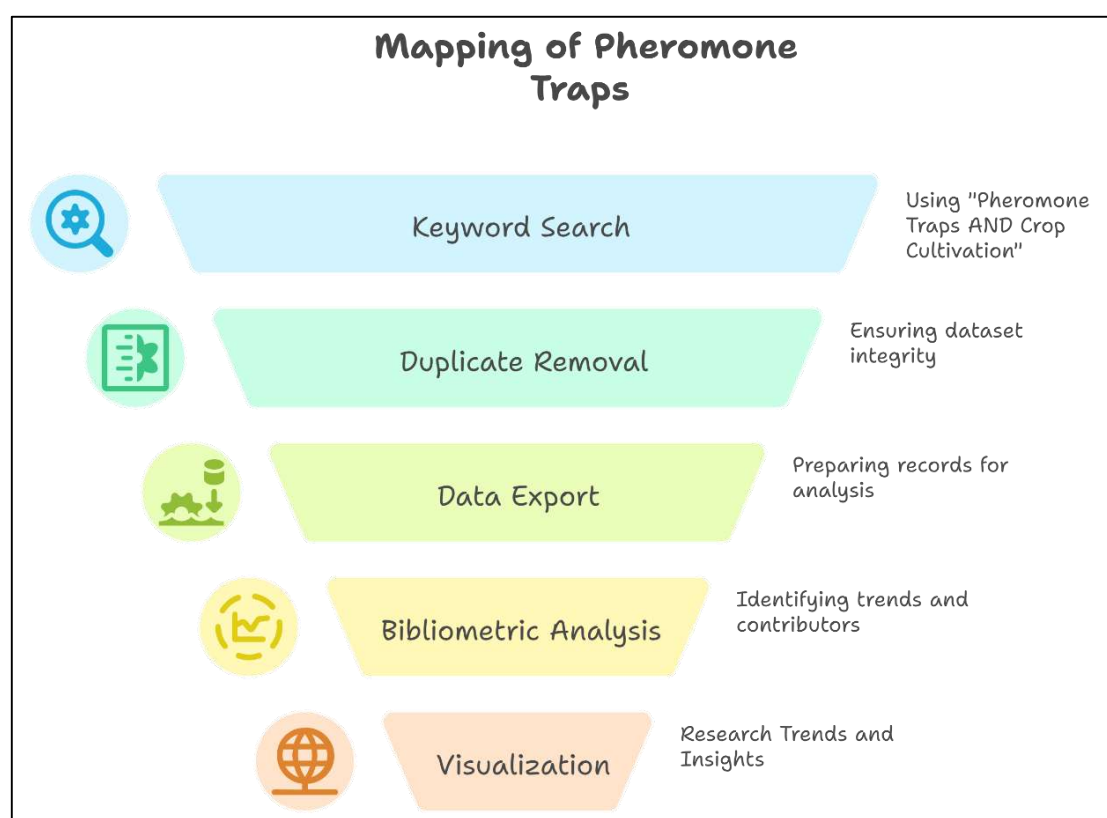 Mapping of Pheromone
Traps
Keyword Search
Using "Pheromone
Traps AND Crop
Cultivation"
Duplicate Removal
Ensuring dataset
integrity
Data Export
Preparing records for
analysis
Bibliometric Analysis
Identifying trends and
contributors
Visualization
Research Trends and
Insights